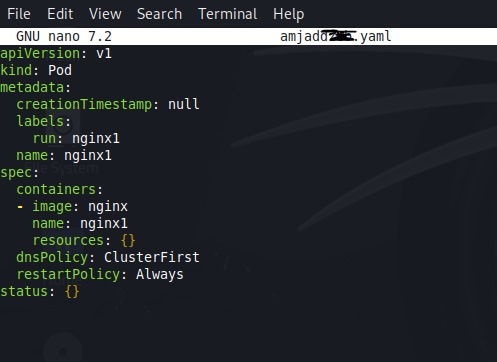 File Edit View Search Terminal Help
GNU nano 7.2 amjadd .yaml
apiVersion: v1
kind: Pod
metadata:
  creationTimestamp: null
  labels:
    run: nginx1
  name: nginx1
spec:
  containers:
  - image: nginx
    name: nginx1
    resources: {}
  dnsPolicy: ClusterFirst
  restartPolicy: Always
status: {}